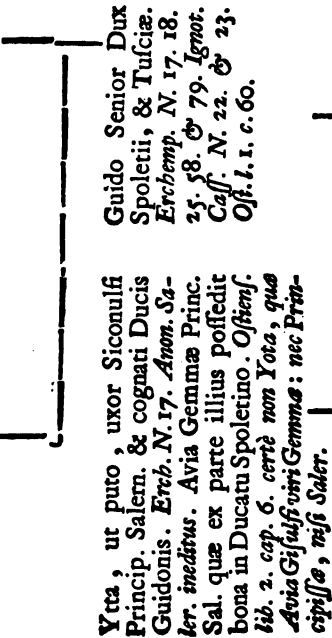 Ytta, ut puto, uxor Siconulfi
Princip. Salern. & cognati Ducis
Guidonis. Erch. N. 17. Anon. Sa-
ler. ineditus. Avia Gemmæ Princ.
Sal. quæ ex parte illius possedit
bona in Ducatu Spoletino. Ostiens.
lib. 2. cap. 6. certè non Yota, quæ
Avia Gisulfi viri Gemmæ: nec Prin-
cipissæ, nisi Saler.
Guido Senior Dux
Spoletii, & Tusciæ.
Erchemp. N. 17. 18.
25. 58. & 79. Ignot.
Cass. N. 22. & 23.
Ost. l. 1. c. 60.